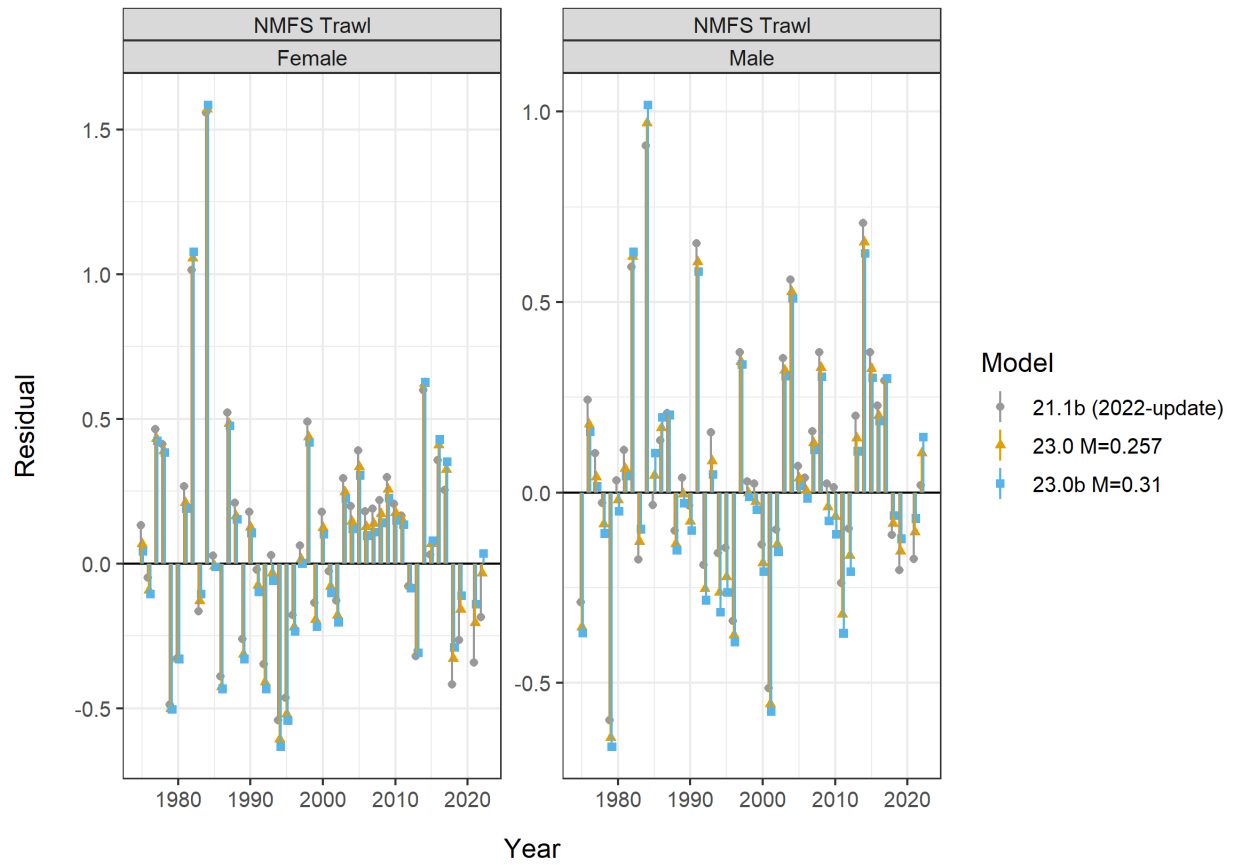 NMFS Trawl
Female
NMFS Trawl
Male
Residual
1.5
1.0
0.5
0.0
-0.5
1.0
0.5
0.0
-0.5
1980 1990 2000 2010 2020
1980 1990 2000 2010 2020
Year
Model
21.1b (2022-update)
23.0 M=0.257
23.0b M=0.31